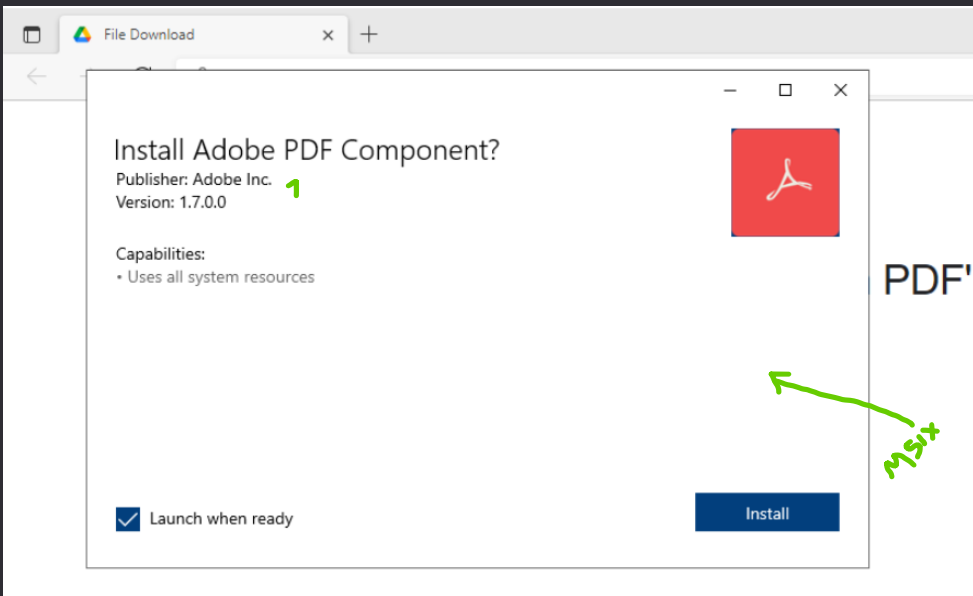 File Download
Install Adobe PDF Component?
Publisher: Adobe Inc.
1
Version: 1.7.0.0
Capabilities:
• Uses all system resources
PDF'
msix
Launch when ready
Install